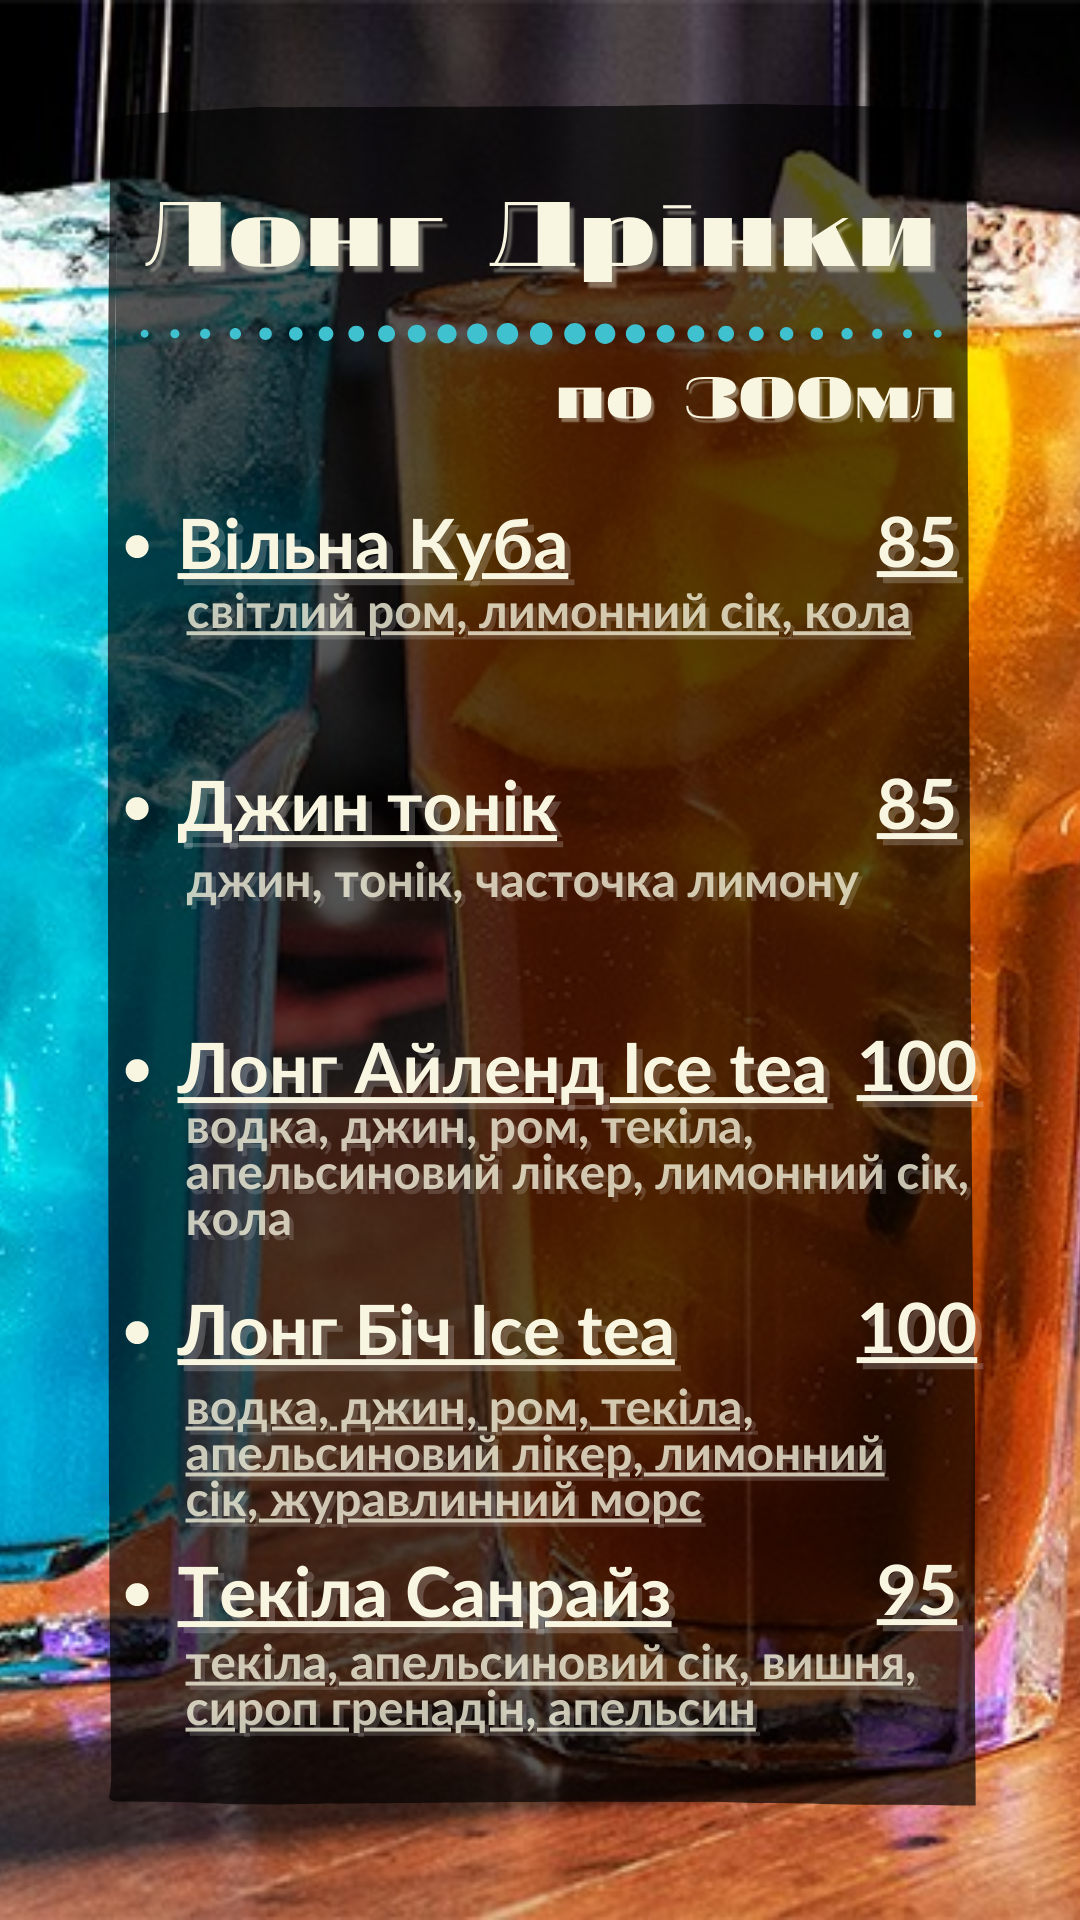 Лонг Дрінки
по 300мл
• Вільна Куба 85
світлий ром, лимонний сік, кола
• Джин тонік 85
джин, тонік, часточка лимону
• Лонг Айленд Ice tea 100
водка, джин, ром, текіла,
апельсиновий лікер, лимонний сік,
кола
• Лонг Біч Ice tea 100
водка, джин, ром, текіла,
апельсиновий лікер, лимонний
сік, журавлинний морс
• Текіла Санрайз 95
текіла, апельсиновий сік, вишня,
сироп гренадін, апельсин